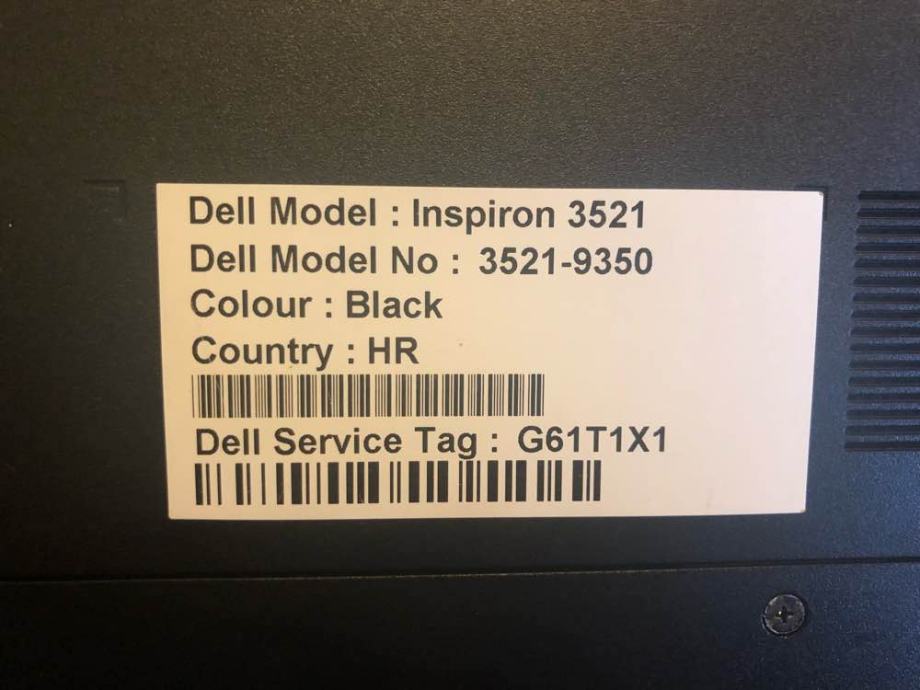 Dell Model : Inspiron 3521
Dell Model No : 3521-9350
Colour : Black
Country : HR
Dell Service Tag : G61T1X1